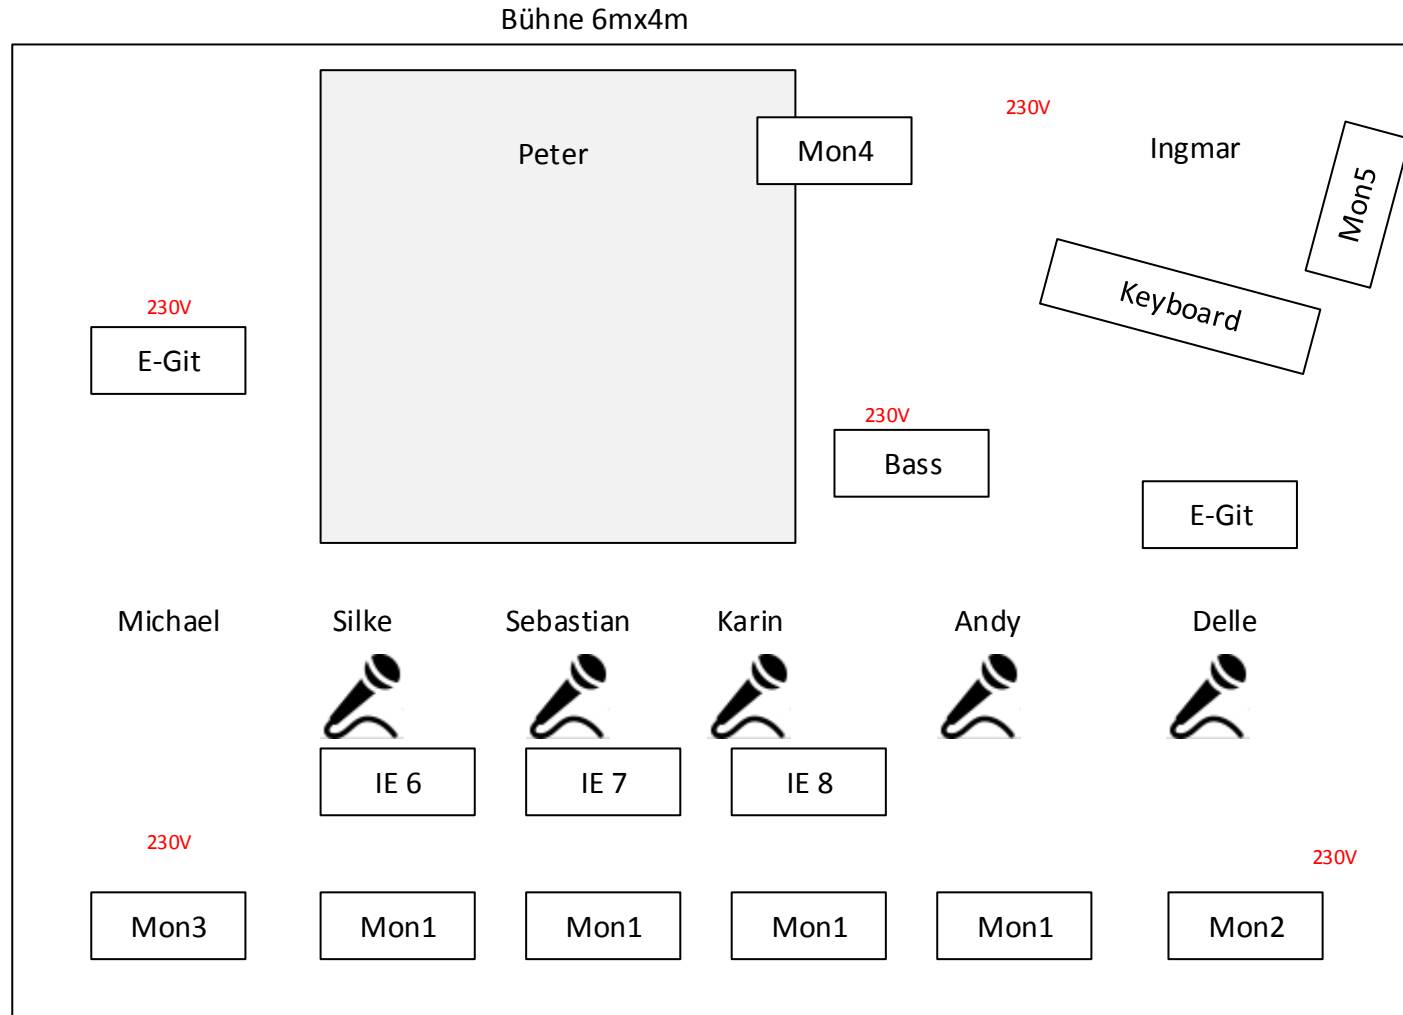 Bühne 6mx4m
230V
Peter
Mon4
Ingmar
Mon5
230V
Keyboard
E-Git
230V
Bass
E-Git
Michael
Silke
Sebastian
Karin
Andy
Delle
IE 6
IE 7
IE 8
230V
230V
Mon3
Mon1
Mon1
Mon1
Mon1
Mon2